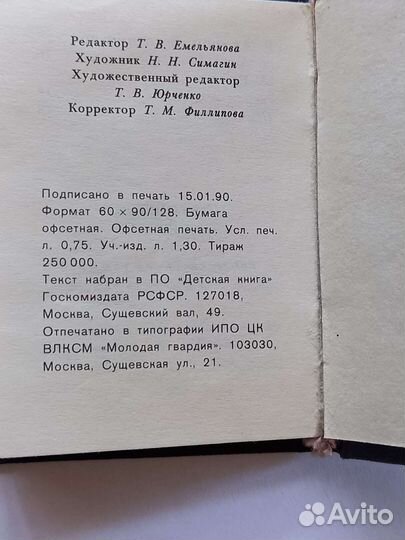 Редактор Т. В. Емельянова
Художник Н. Н. Симагин
Художественный редактор
Т. В. Юрченко
Корректор Т. М. Филлипова
Подписано в печать 15.01.90.
Формат 60 × 90/128. Бумага
офсетная. Офсетная печать. Усл. печ.
л. 0,75. Уч.-изд. л. 1,30. Тираж
250 000.
Текст набран в ПО «Детская книга»
Госкомиздата РСФСР. 127018,
Москва, Сущевский вал, 49.
Отпечатано в типографии ИПО ЦК
ВЛКСМ «Молодая гвардия». 103030,
Москва, Сущевская ул., 21.
Avito